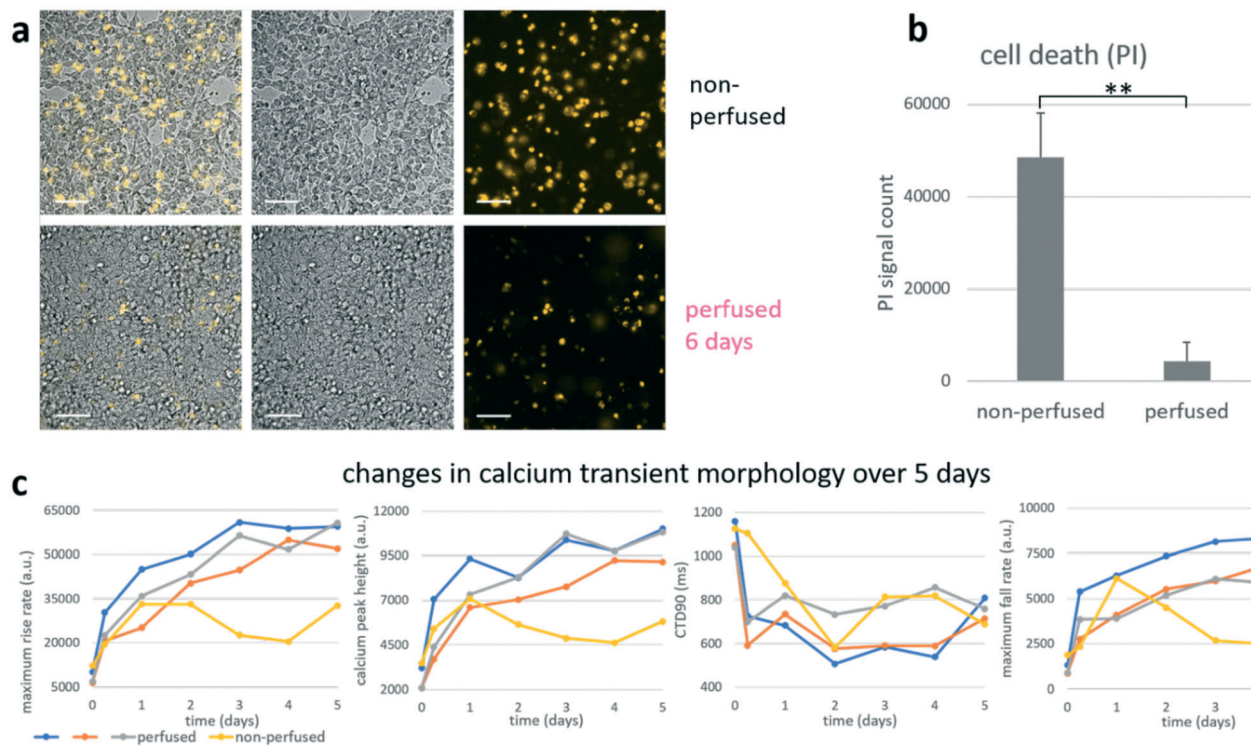 a
non-
perfused
perfused
6 days
b
cell death (PI)
**
PI signal count
60000
40000
20000
0
non-perfused perfused
c
changes in calcium transient morphology over 5 days
maximum rise rate (a.u.)
65000
50000
35000
20000
5000
0 1 2 3 4 5
time (days)
calcium peak height (a.u.)
12000
9500
7000
4500
2000
0 1 2 3 4 5
time (days)
CTD90 (ms)
1200
1000
800
600
400
0 1 2 3 4 5
time (days)
maximum fall rate (a.u.)
10000
7500
5000
2500
0
0 1 2 3
time (days)
perfused non-perfused